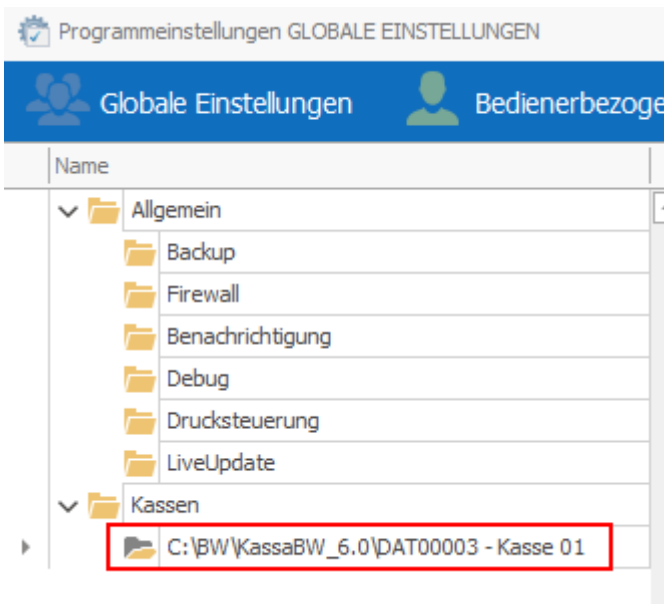 Programmeinstellungen GLOBALE EINSTELLUNGEN
Globale Einstellungen Bedienerbezoge
Name
Allgemein
Backup
Firewall
Benachrichtigung
Debug
Drucksteuerung
LiveUpdate
Kassen
C:\BW\KassaBW_6.0\DAT00003 - Kasse 01